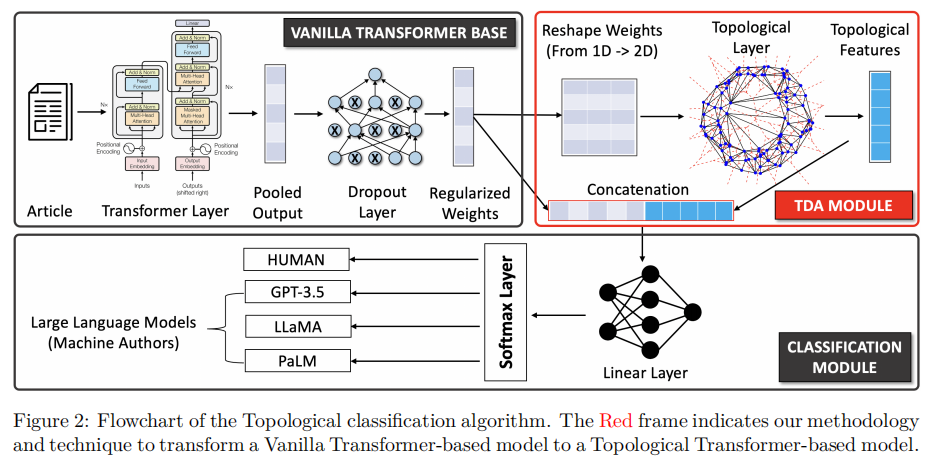 VANILLA TRANSFORMER BASE
Article
Linear
Add & Norm
Feed
Forward
Add & Norm
Multi-Head
Attention
Add & Norm
Masked
Multi-Head
Attention
Nx
Positional
Encoding
Output
Embedding
Outputs
(shifted right)
Add & Norm
Feed
Forward
Add & Norm
Multi-Head
Attention
Nx
Positional
Encoding
Input
Embedding
Inputs
Transformer Layer
Pooled
Output
X X
X X X
X X
Dropout
Layer
Regularized
Weights
Reshape Weights
(From 1D -> 2D)
Topological
Layer
Topological
Features
Concatenation
TDA MODULE
HUMAN
GPT-3.5
LLaMA
PaLM
Large Language Models
(Machine Authors)
Softmax Layer
Linear Layer
CLASSIFICATION
MODULE
Figure 2: Flowchart of the Topological classification algorithm. The Red frame indicates our methodology
and technique to transform a Vanilla Transformer-based model to a Topological Transformer-based model.